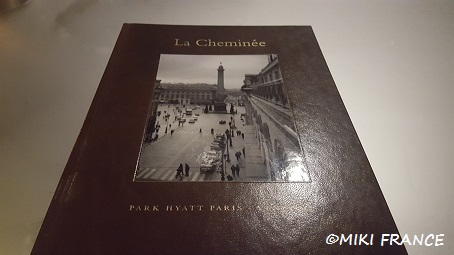 La Cheminée
PARK HYATT PARIS
©MIKI FRANCE